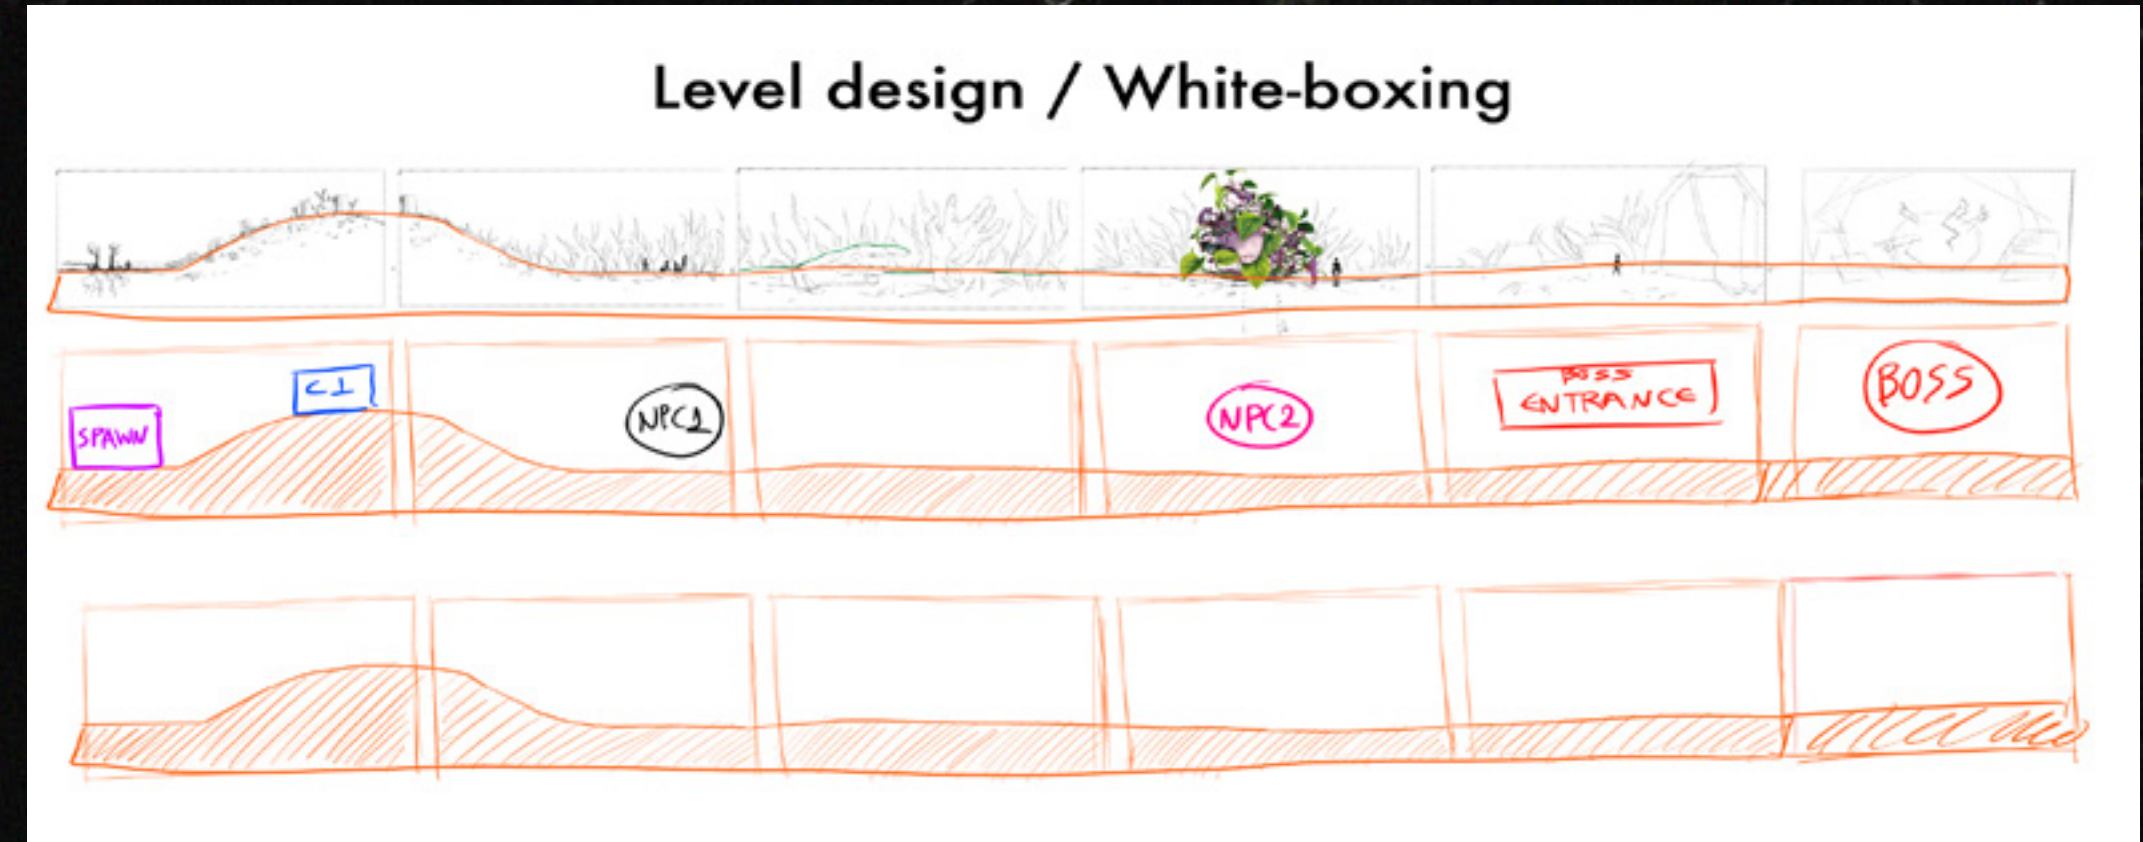 Level design / White-boxing
SPAWN
C1
NPC1
NPC2
BOSS
ENTRANCE
BOSS